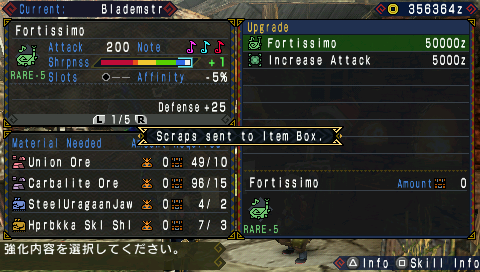 Current: Blademstr
356364z
Fortissimo
Attack 200 Note
Shrpnss +1
RARE-5 Slots Affinity -5%
Defense+25
L 1/5 R
Upgrade
Fortissimo 50000z
Increase Attack 5000z
Scraps sent to Item Box.
Material Needed
Union Ore 0 49/10
Carbalite Ore 0 96/15
SteelUragaanJaw 0 4/ 2
Hprbkka Skl Shl 0 7/ 3
Fortissimo Amount 0
RARE-5
強化内容を選択してください。
Info Skill Info